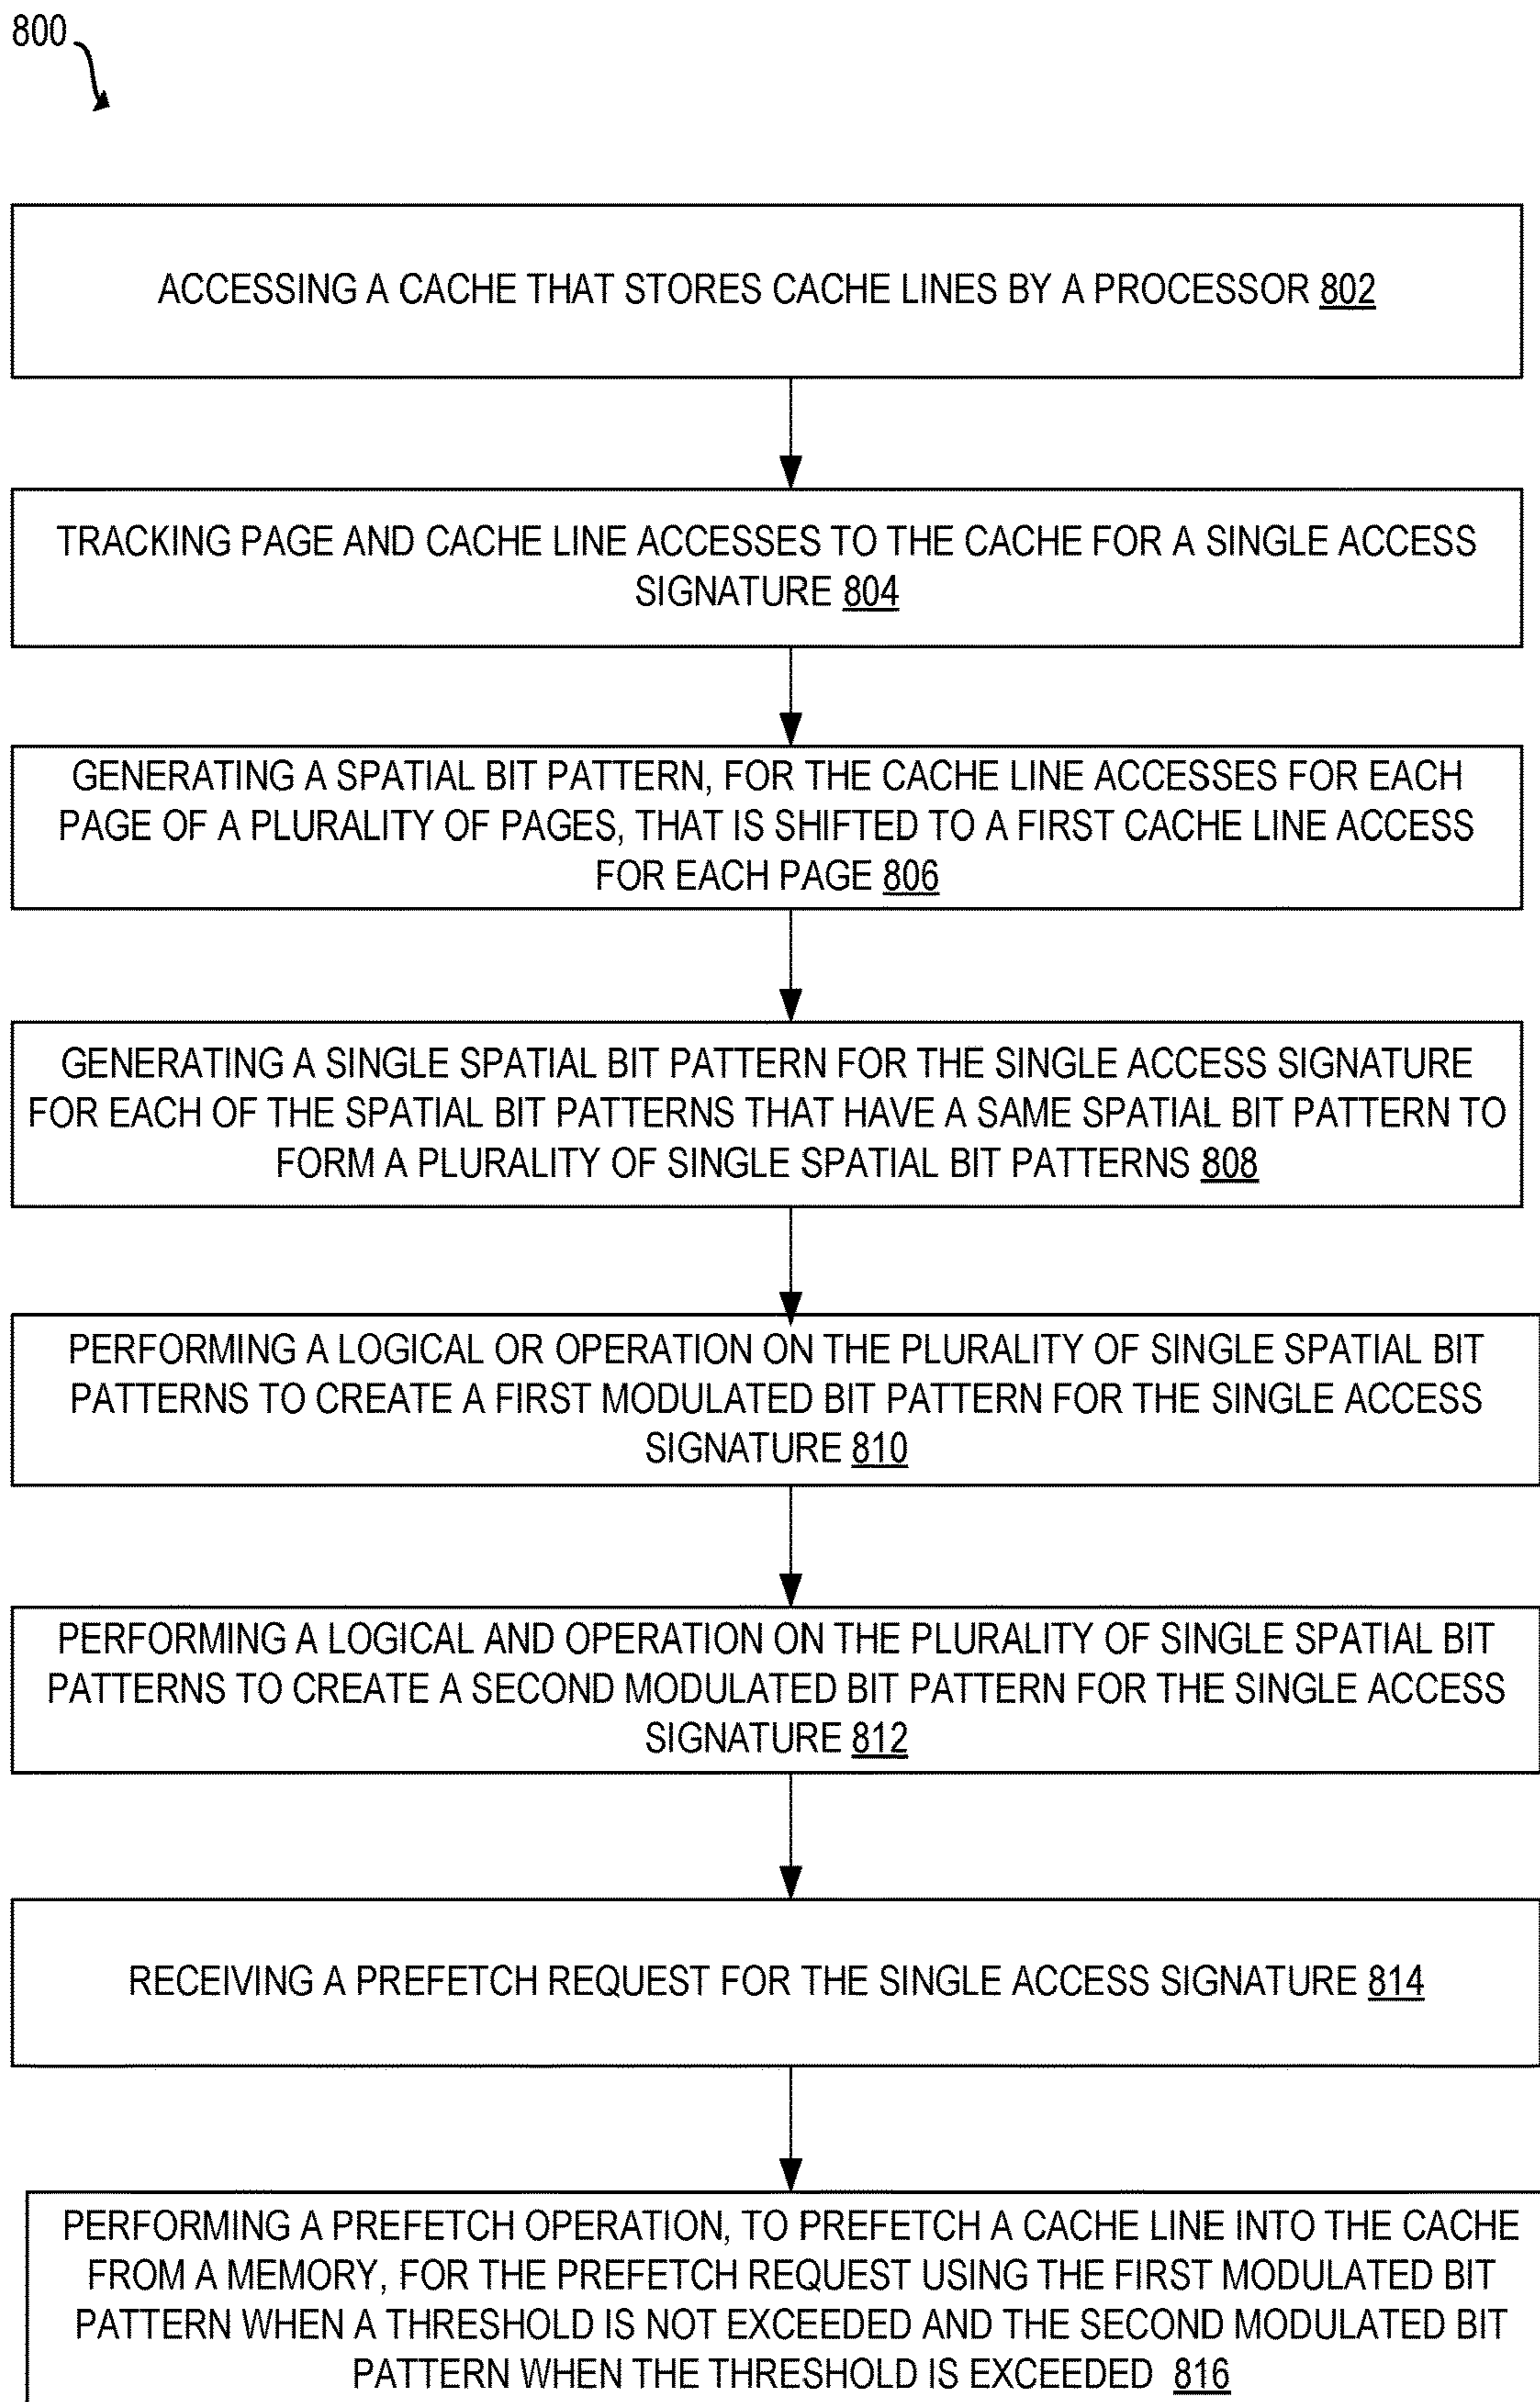 800
ACCESSING A CACHE THAT STORES CACHE LINES BY A PROCESSOR 802
TRACKING PAGE AND CACHE LINE ACCESSES TO THE CACHE FOR A SINGLE ACCESS
SIGNATURE 804
GENERATING A SPATIAL BIT PATTERN, FOR THE CACHE LINE ACCESSES FOR EACH
PAGE OF A PLURALITY OF PAGES, THAT IS SHIFTED TO A FIRST CACHE LINE ACCESS
FOR EACH PAGE 806
GENERATING A SINGLE SPATIAL BIT PATTERN FOR THE SINGLE ACCESS SIGNATURE
FOR EACH OF THE SPATIAL BIT PATTERNS THAT HAVE A SAME SPATIAL BIT PATTERN TO
FORM A PLURALITY OF SINGLE SPATIAL BIT PATTERNS 808
PERFORMING A LOGICAL OR OPERATION ON THE PLURALITY OF SINGLE SPATIAL BIT
PATTERNS TO CREATE A FIRST MODULATED BIT PATTERN FOR THE SINGLE ACCESS
SIGNATURE 810
PERFORMING A LOGICAL AND OPERATION ON THE PLURALITY OF SINGLE SPATIAL BIT
PATTERNS TO CREATE A SECOND MODULATED BIT PATTERN FOR THE SINGLE ACCESS
SIGNATURE 812
RECEIVING A PREFETCH REQUEST FOR THE SINGLE ACCESS SIGNATURE 814
PERFORMING A PREFETCH OPERATION, TO PREFETCH A CACHE LINE INTO THE CACHE
FROM A MEMORY, FOR THE PREFETCH REQUEST USING THE FIRST MODULATED BIT
PATTERN WHEN A THRESHOLD IS NOT EXCEEDED AND THE SECOND MODULATED BIT
PATTERN WHEN THE THRESHOLD IS EXCEEDED 816